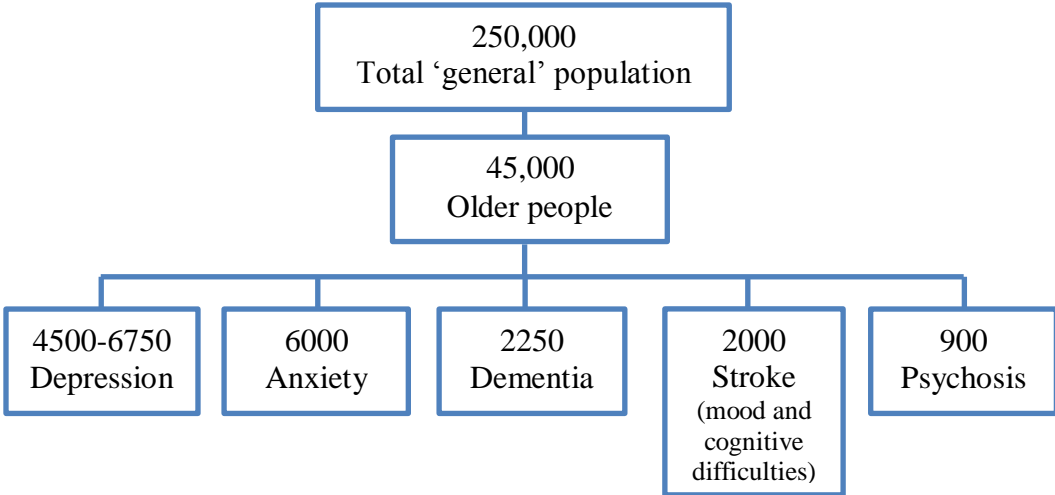 250,000
Total ‘general’ population
45,000
Older people
4500-6750
Depression
6000
Anxiety
2250
Dementia
2000
Stroke
(mood and
cognitive
difficulties)
900
Psychosis